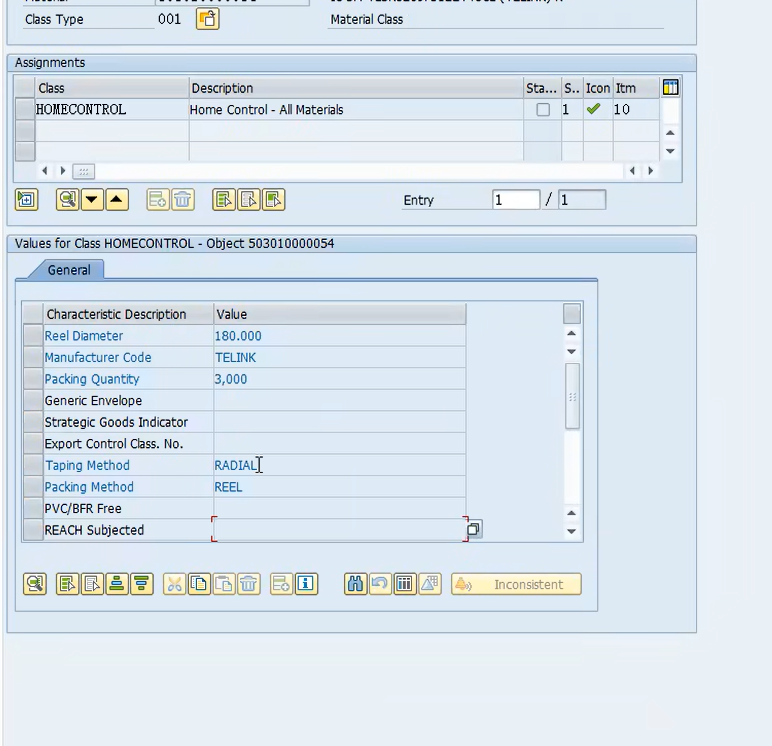 Class Type 001 Material Class
Assignments
Class Description Sta... S.. Icon Itm
HOMECONTROL Home Control - All Materials 1 10
Entry 1 / 1
Values for Class HOMECONTROL - Object 503010000054
General
Characteristic Description Value
Reel Diameter 180.000
Manufacturer Code TELINK
Packing Quantity 3,000
Generic Envelope
Strategic Goods Indicator
Export Control Class. No.
Taping Method RADIAL
Packing Method REEL
PVC/BFR Free
REACH Subjected
Inconsistent